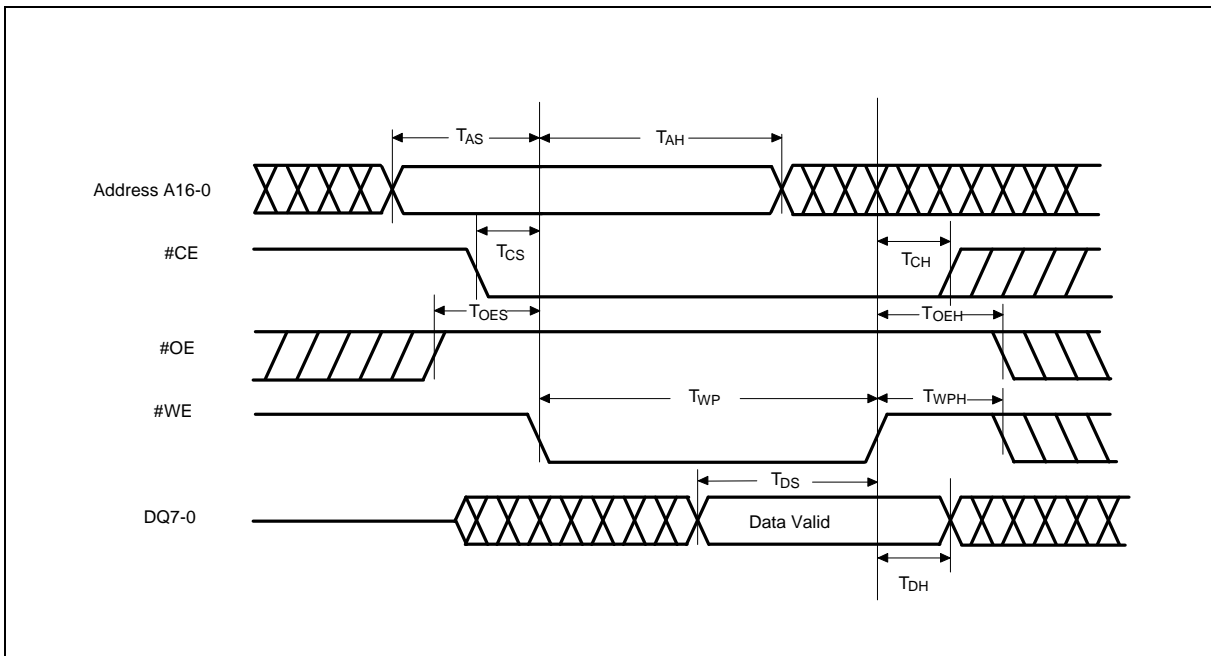 TAS
TAH
Address A16-0
TCS
#CE
TCH
TOES
TOEH
#OE
TWP
TWPH
#WE
TDS
DQ7-0
Data Valid
TDH